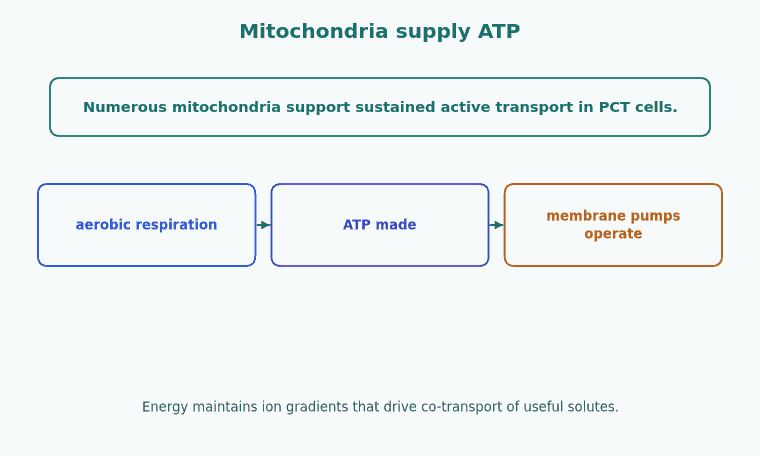 Mitochondria supply ATP
Numerous mitochondria support sustained active transport in PCT cells.
aerobic respiration
ATP made
membrane pumps
operate
Energy maintains ion gradients that drive co-transport of useful solutes.